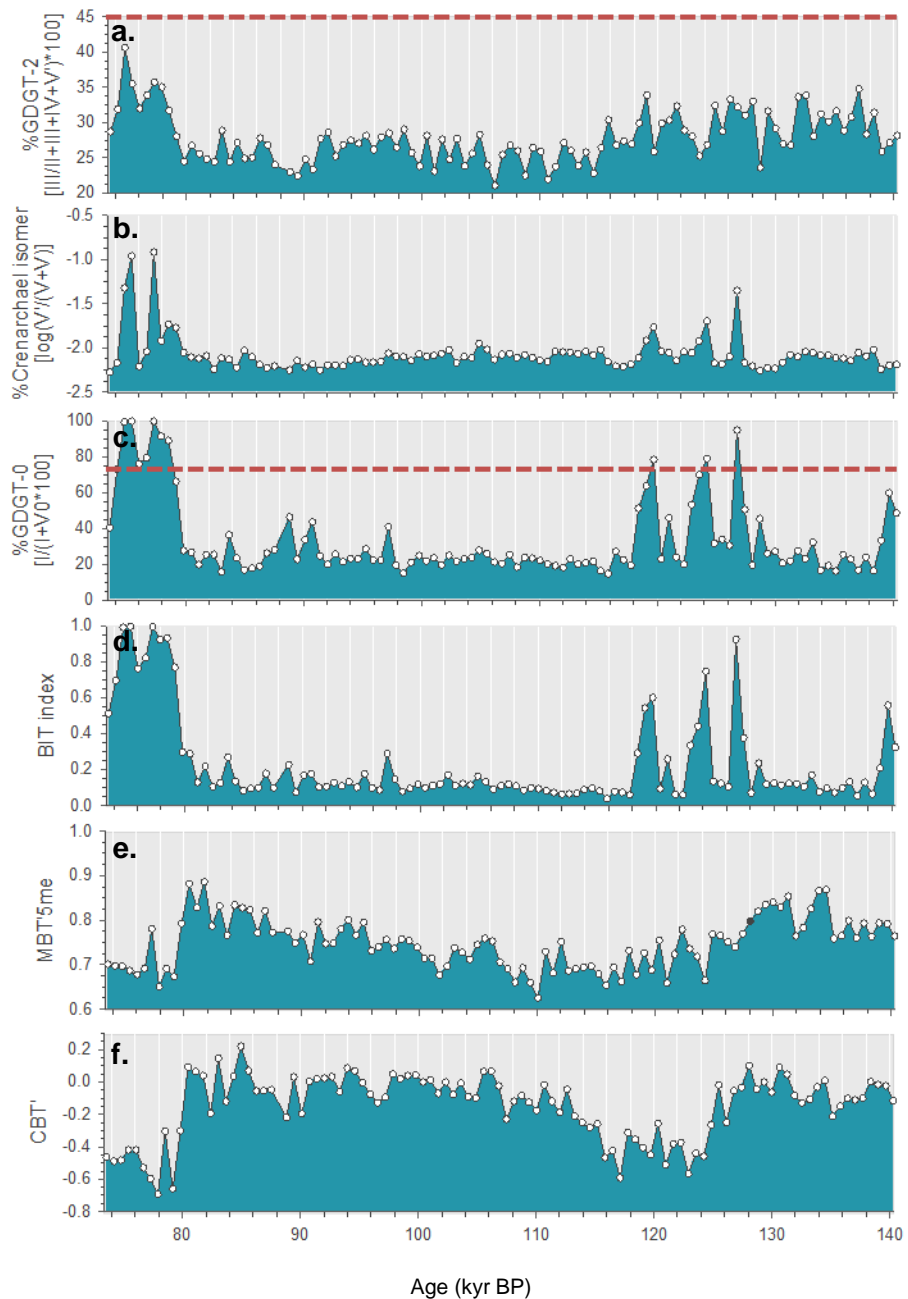 a.
%GDGT-2
[III/II+III+IV+V')*100]
45
40
35
30
25
20
b.
%Crenarchael isomer
[log(V'/(V+V)]
-0.5
-1.0
-1.5
-2.0
-2.5
c.
%GDGT-0
[I/(I+V0*100]
100
80
60
40
20
0
d.
BIT index
1.0
0.8
0.6
0.4
0.2
0.0
e.
MBT'5me
1.0
0.9
0.8
0.7
0.6
f.
CBT'
0.2
0.0
-0.2
-0.4
-0.6
-0.8
80 90 100 110 120 130 140
Age (kyr BP)